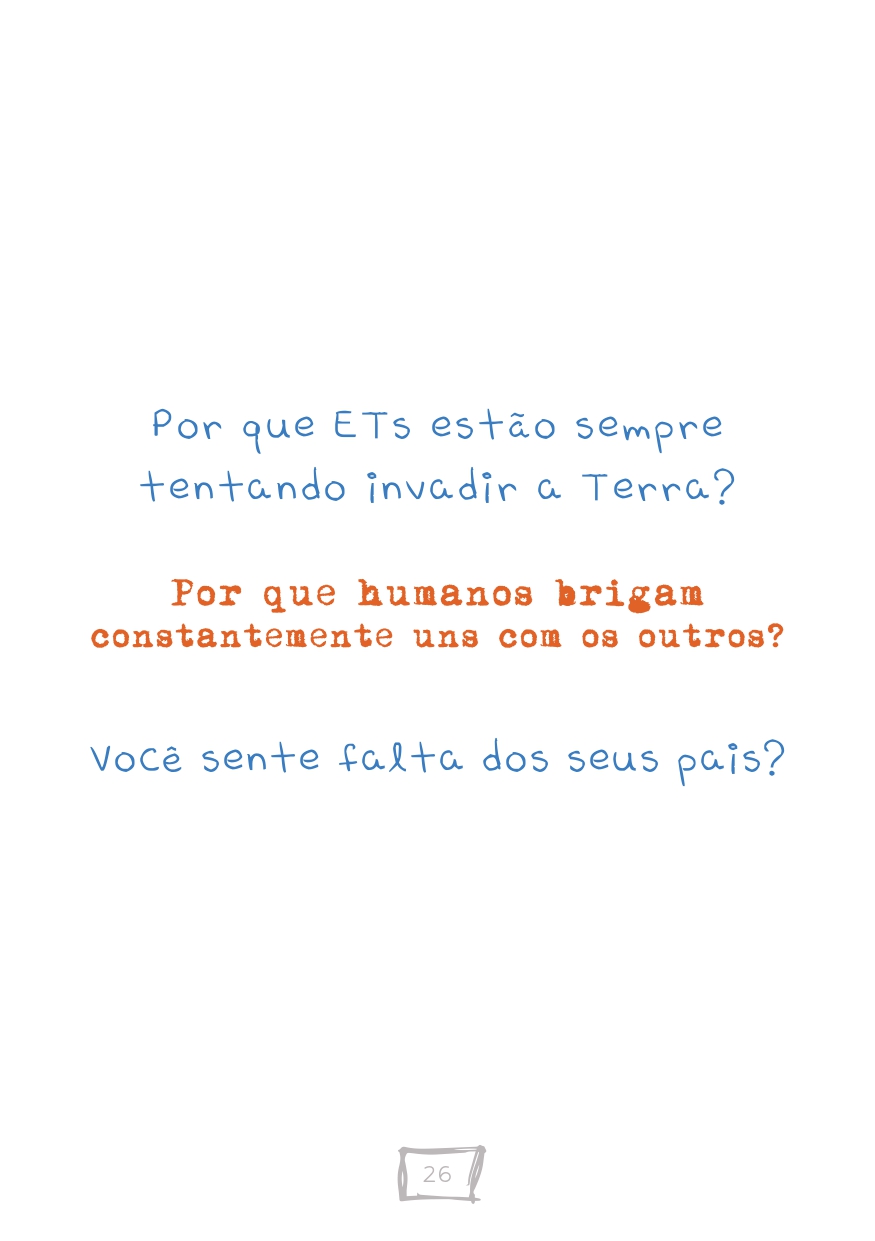 Por que ETs estão sempre
tentando invadir a Terra?
Por que humanos brigam
constantemente uns com os outros?
Você sente falta dos seus pais?
26